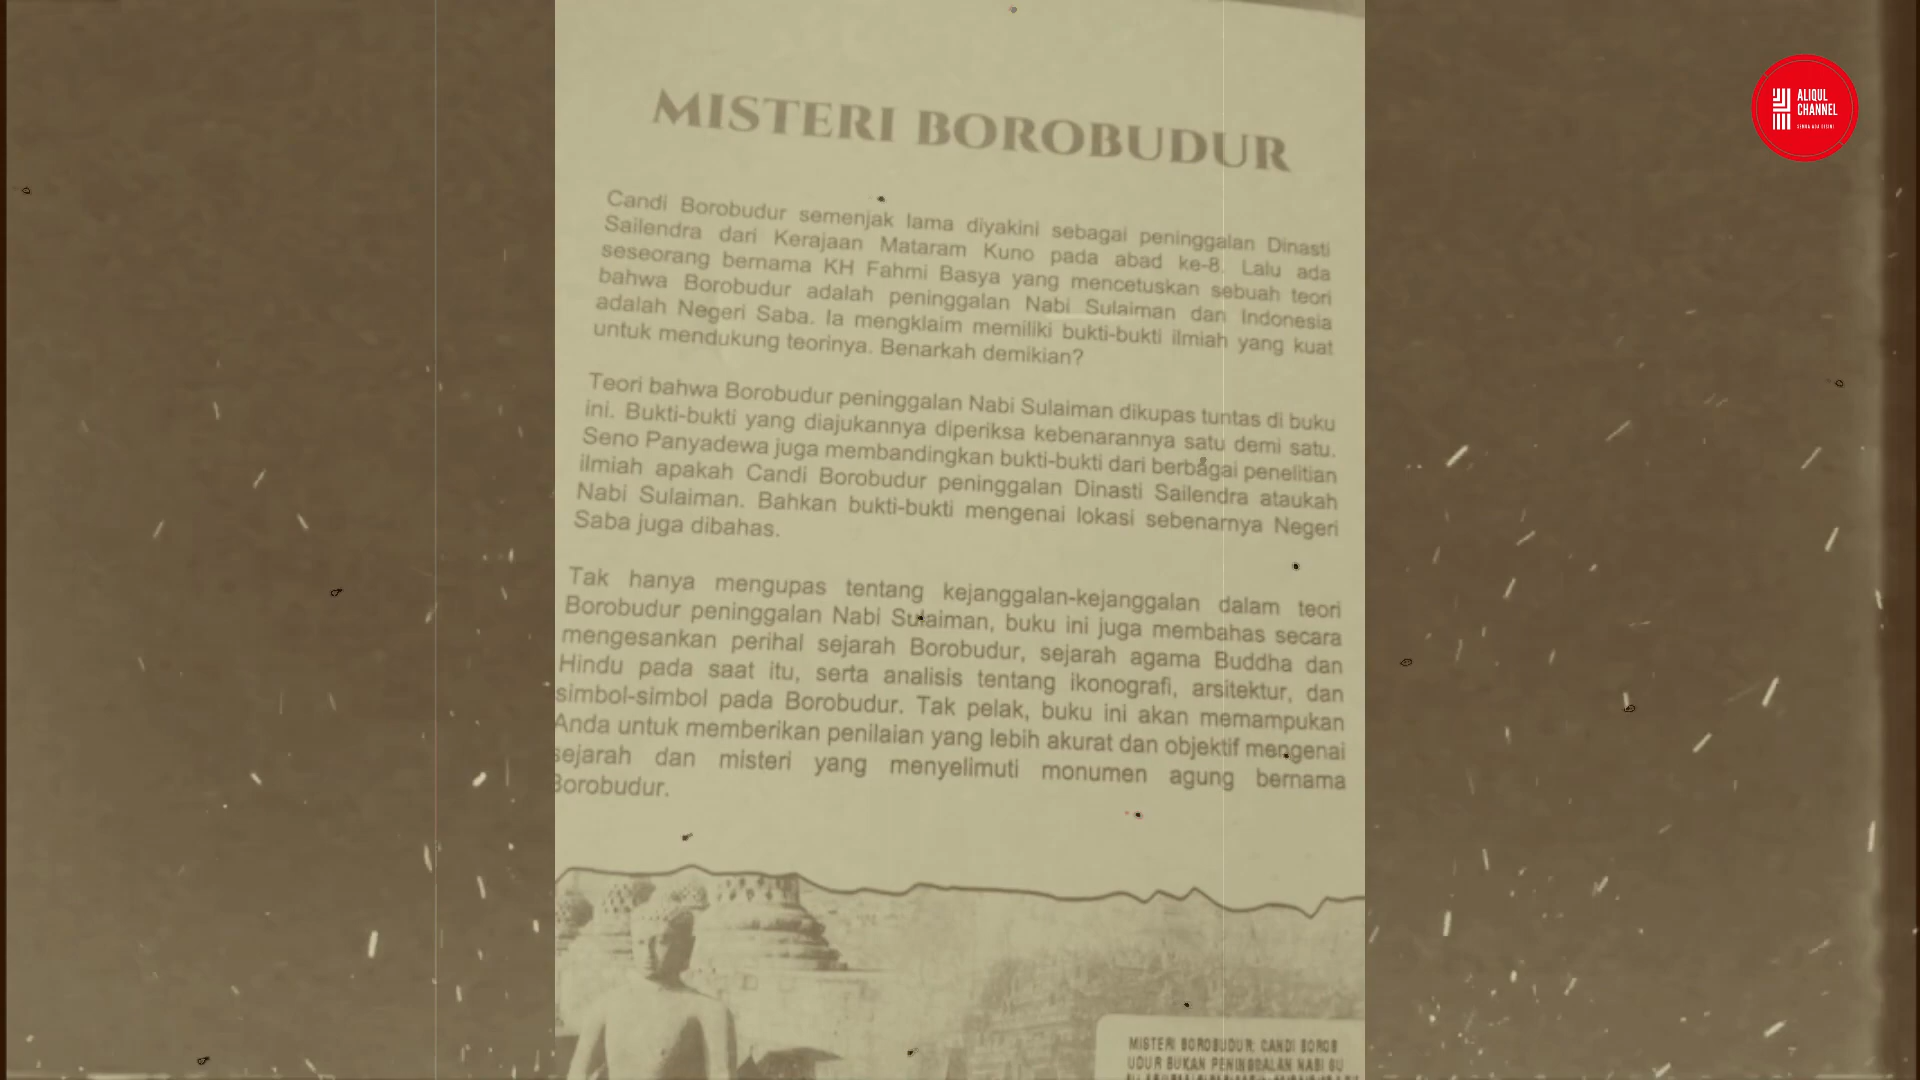 ALIQUL
CHANNEL
SEMUA ADA DISINI
MISTERI BOROBUDUR
Candi Borobudur semenjak lama diyakini sebagai peninggalan Dinasti
Sailendra dari Kerajaan Mataram Kuno pada abad ke-8. Lalu ada
seseorang bernama KH Fahmi Basya yang mencetuskan sebuah teori
bahwa Borobudur adalah peninggalan Nabi Sulaiman dan Indonesia
adalah Negeri Saba. Ia mengklaim memiliki bukti-bukti ilmiah yang kuat
untuk mendukung teorinya. Benarkah demikian?
Teori bahwa Borobudur peninggalan Nabi Sulaiman dikupas tuntas di buku
ini. Bukti-bukti yang diajukannya diperiksa kebenarannya satu demi satu.
Seno Panyadewa juga membandingkan bukti-bukti dari berbagai penelitian
ilmiah apakah Candi Borobudur peninggalan Dinasti Sailendra ataukah
Nabi Sulaiman. Bahkan bukti-bukti mengenai lokasi sebenarnya Negeri
Saba juga dibahas.
Tak hanya mengupas tentang kejanggalan-kejanggalan dalam teori
Borobudur peninggalan Nabi Sulaiman, buku ini juga membahas secara
mengesankan perihal sejarah Borobudur, sejarah agama Buddha dan
Hindu pada saat itu, serta analisis tentang ikonografi, arsitektur, dan
simbol-simbol pada Borobudur. Tak pelak, buku ini akan memampukan
Anda untuk memberikan penilaian yang lebih akurat dan objektif mengenai
sejarah dan misteri yang menyelimuti monumen agung bernama
Borobudur.
MISTERI BOROBUDUR: CANDI BOROB
UDUR BUKAN PENINGGALAN NABI SU